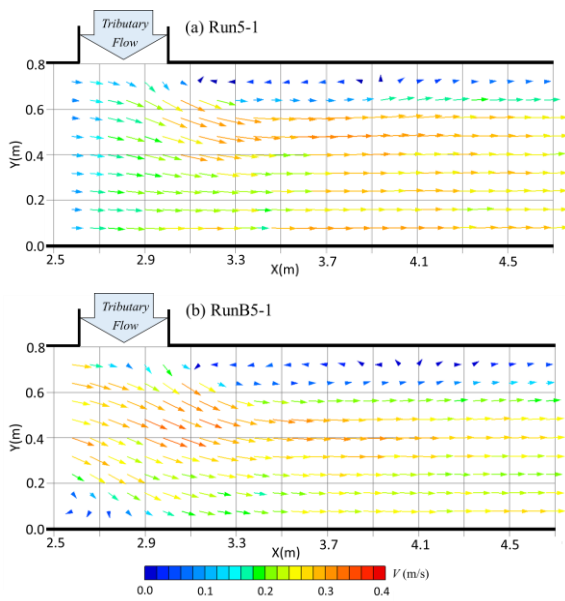 Tributary
Flow
(a) Run5-1
0.8
0.6
0.4
0.2
0.0
Y(m)
2.5 2.9 3.3 3.7 4.1 4.5
X(m)
Tributary
Flow
(b) RunB5-1
0.8
0.6
0.4
0.2
0.0
Y(m)
2.5 2.9 3.3 3.7 4.1 4.5
X(m)
V (m/s)
0.0 0.1 0.2 0.3 0.4